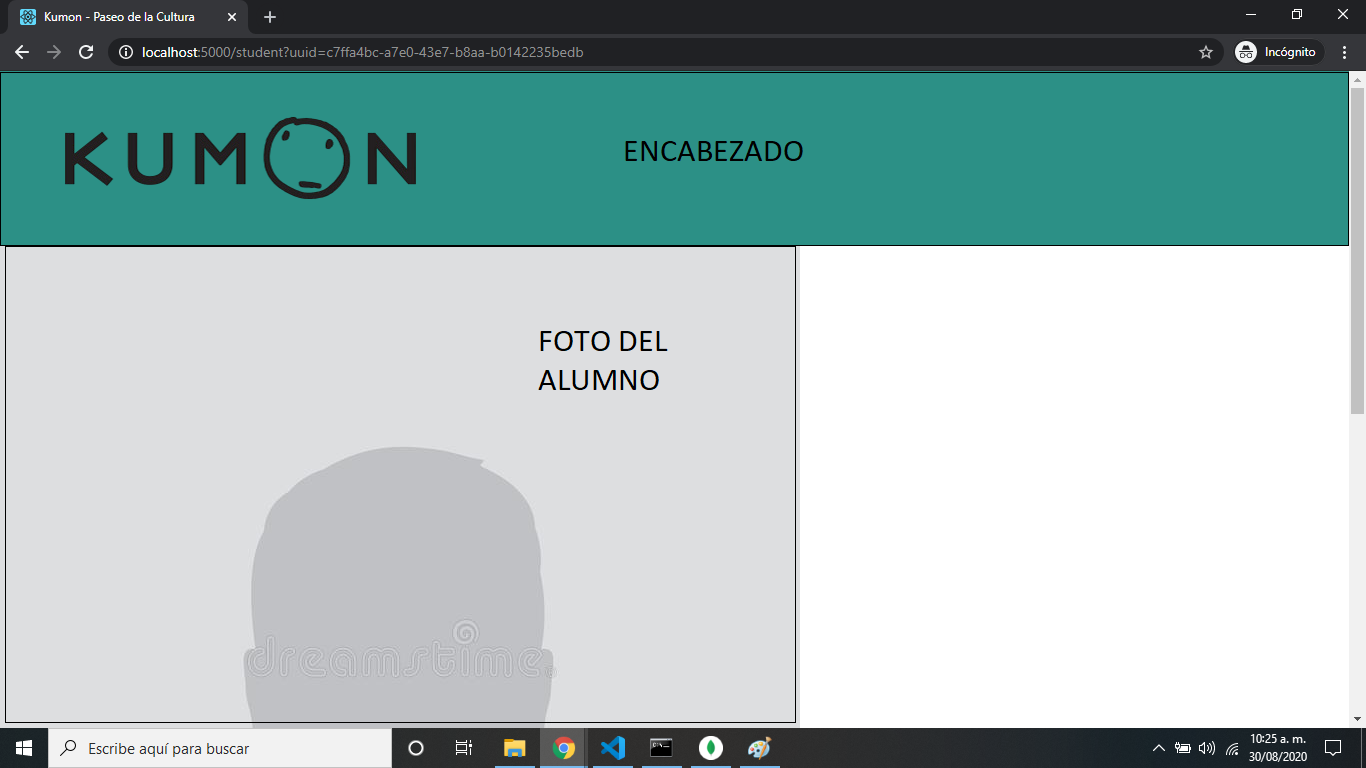 Kumon - Paseo de la Cultura
localhost:5000/student?uuid=c7ffa4bc-a7e0-43e7-b8aa-b0142235bedb
Incógnito
KUMON
ENCABEZADO
FOTO DEL
ALUMNO
dreamstime®
Escribe aquí para buscar
10:25 a. m.
30/08/2020